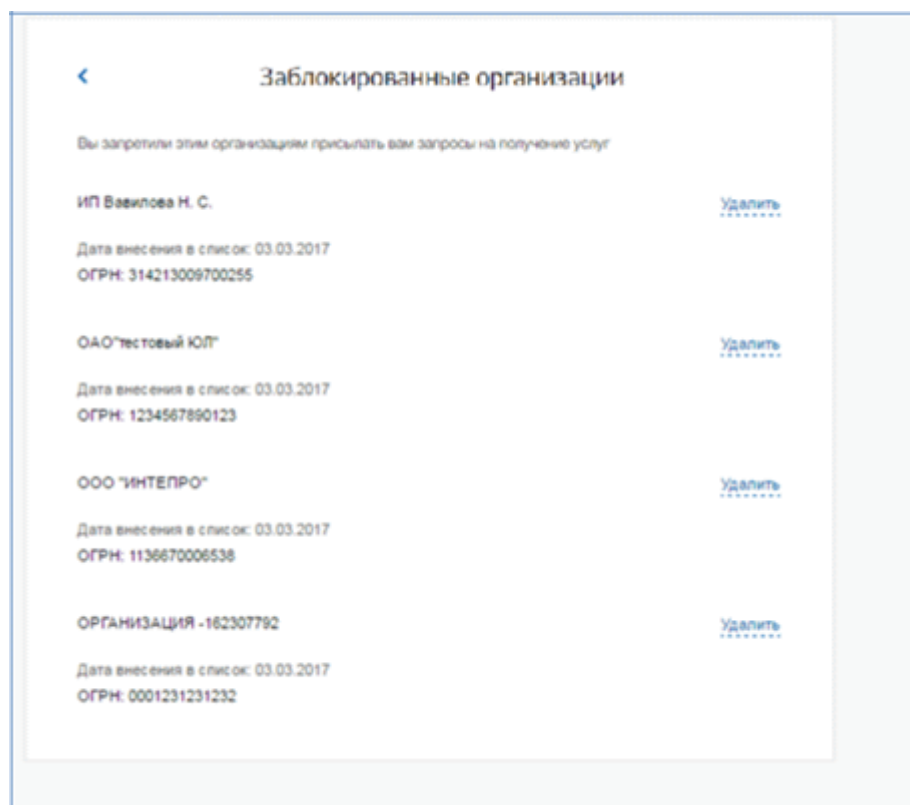 Заблокированные организации
Вы запретили этим организациям присылать вам запросы на получение услуг
ИП Вавилова Н. С.
Удалить
Дата внесения в список: 03.03.2017
ОГРН: 314213009700255
ОАО"тестовый ЮЛ"
Удалить
Дата внесения в список: 03.03.2017
ОГРН: 1234567890123
ООО "ИНТЕПРО"
Удалить
Дата внесения в список: 03.03.2017
ОГРН: 1136670006538
ОРГАНИЗАЦИЯ -162307792
Удалить
Дата внесения в список: 03.03.2017
ОГРН: 0001231231232